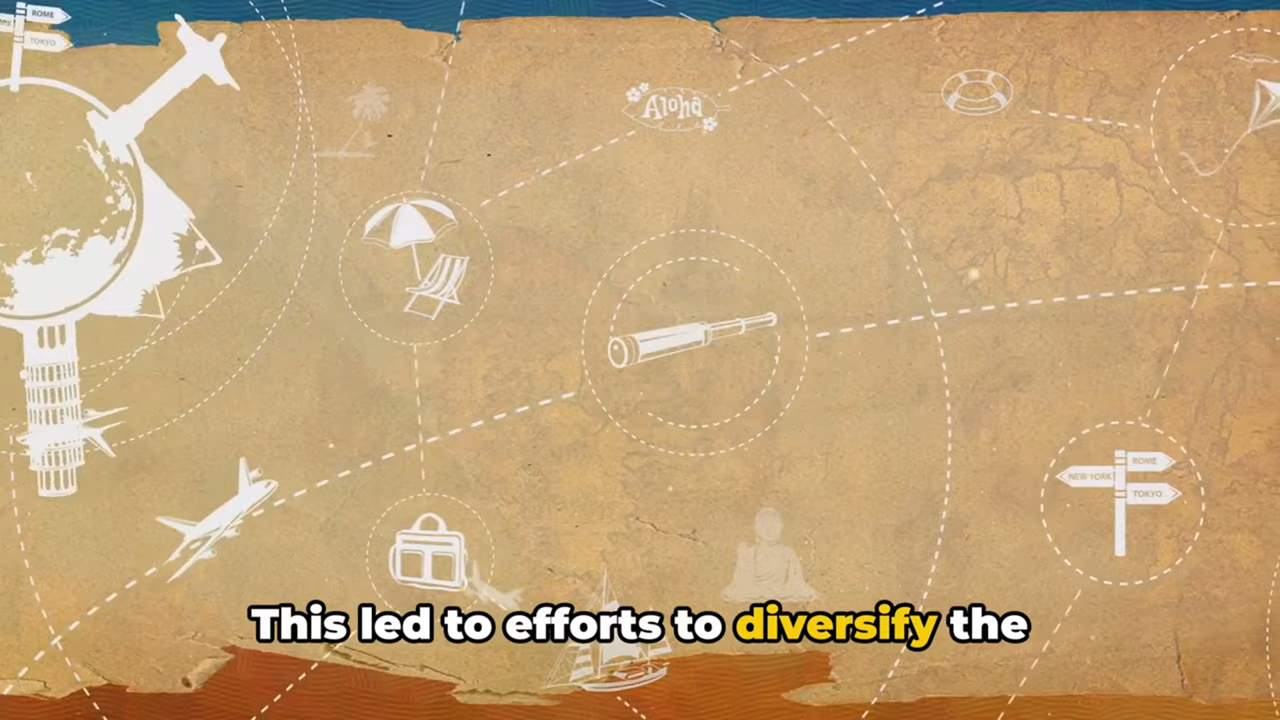 ROME
TOKYO
Aloha
ROME
NEW YORK
TOKYO
This led to efforts to diversify the